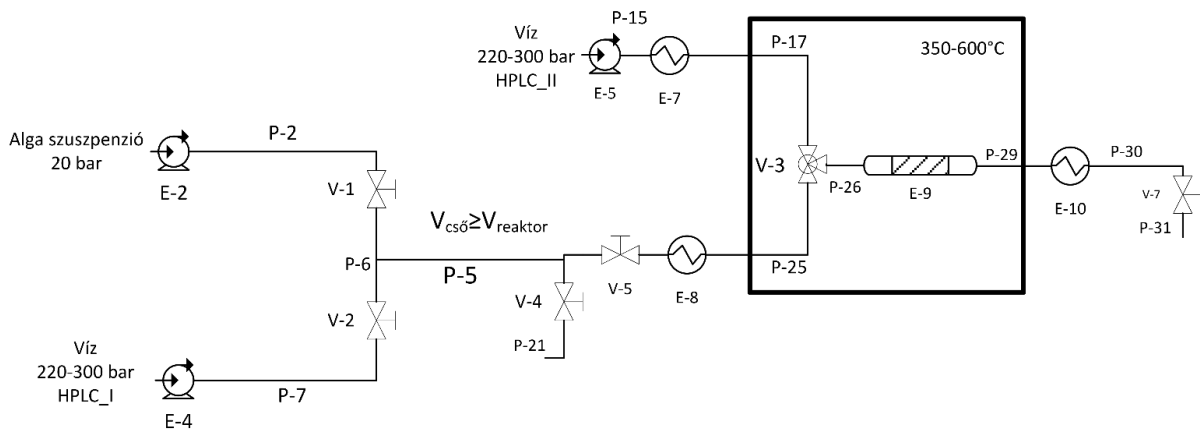 P-15
Víz
220-300 bar
HPLC_II
E-5
E-7
P-17
350-600°C
Alga szuszpenzió
20 bar
P-2
E-2
V-1
V-3
P-26
E-9
P-29
P-30
E-10
V-7
P-31
Vcső≥Vreaktor
P-6
P-5
V-5
E-8
P-25
V-4
V-2
P-21
Víz
220-300 bar
HPLC_I
E-4
P-7